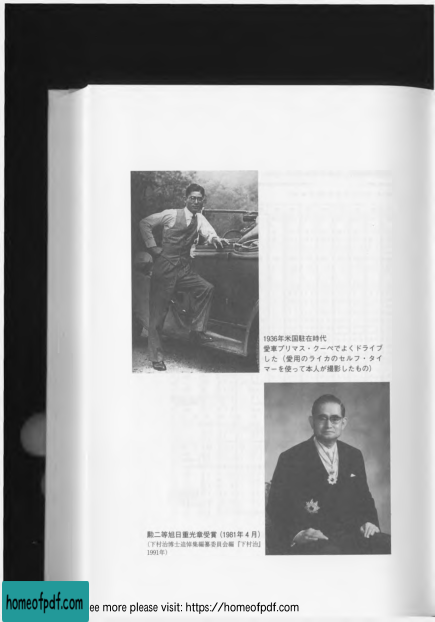 1936年米国駐在時代
愛車プリマス・クーペでよくドライブ
した（愛用のライカのセルフ・タイ
マーを使って本人が撮影したもの）
勲二等旭日重光章受賞（1981年4月）
（下村治博士追悼集編纂委員会編『下村治』
1991年）
homeofpdf.com
ee more please visit: https://homeofpdf.com